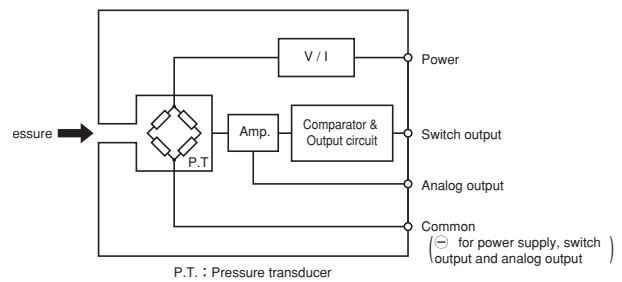 V / I
Power
essure
P.T
Amp.
Comparator &
Output circuit
Switch output
Analog output
Common
(⊖ for power supply, switch
output and analog output)
P.T. : Pressure transducer